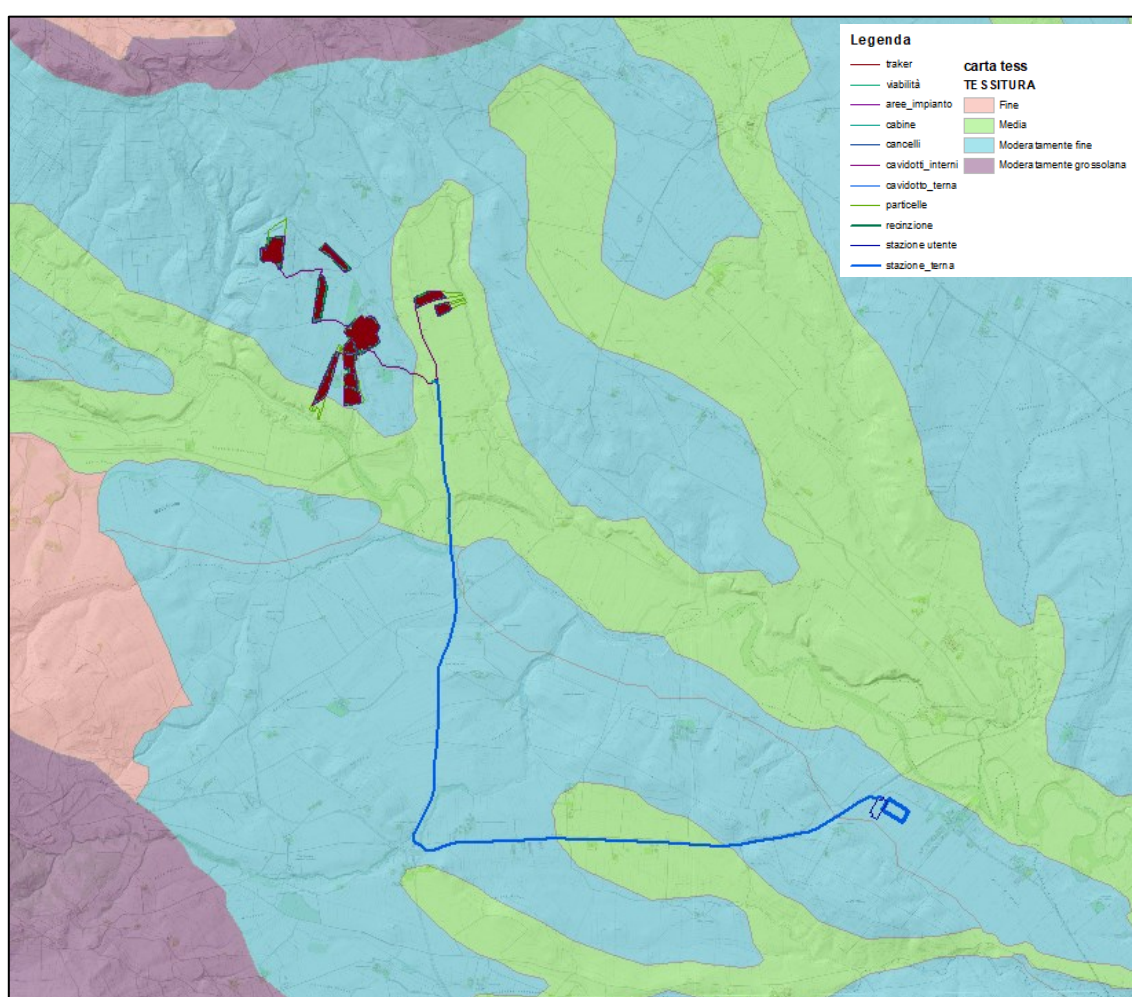 Legenda
traker
viabilità
aree_impianto
cabine
cancelli
cavidotti_interni
cavidotto_terna
particelle
recinzione
stazione utente
stazione_terna
carta tess
TESSITURA
Fine
Media
Moderatamente fine
Moderatamente grossolana